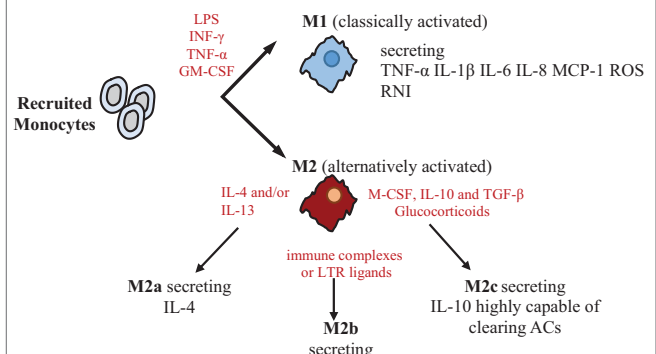 LPS
INF-γ
TNF-α
GM-CSF
M1 (classically activated)
secreting
TNF-α IL-1β IL-6 IL-8 MCP-1 ROS
RNI
Recruited
Monocytes
M2 (alternatively activated)
IL-4 and/or
IL-13
M-CSF, IL-10 and TGF-β
Glucocorticoids
immune complexes
or LTR ligands
M2a secreting
IL-4
M2b
secreting
M2c secreting
IL-10 highly capable of
clearing ACs